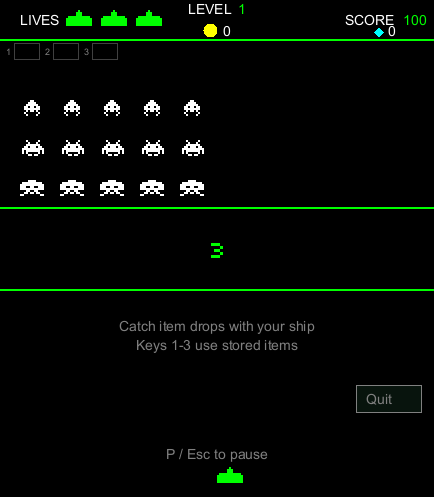 LIVES
LEVEL 1
0
SCORE 100
0
1 2 3
3
Catch item drops with your ship
Keys 1-3 use stored items
Quit
P / Esc to pause